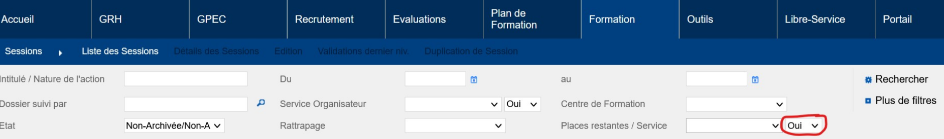 Accueil GRH GPEC Recrutement Evaluations Plan de Formation Formation Outils Libre-Service Portail
Sessions Liste des Sessions Détails des Sessions Edition Validations dernier niv. Duplication de Session
Intitulé / Nature de l'action Du au Rechercher
Dossier suivi par Service Organisateur Oui Centre de Formation Plus de filtres
Etat Non-Archivée/Non-A Rattrapage Places restantes / Service Oui